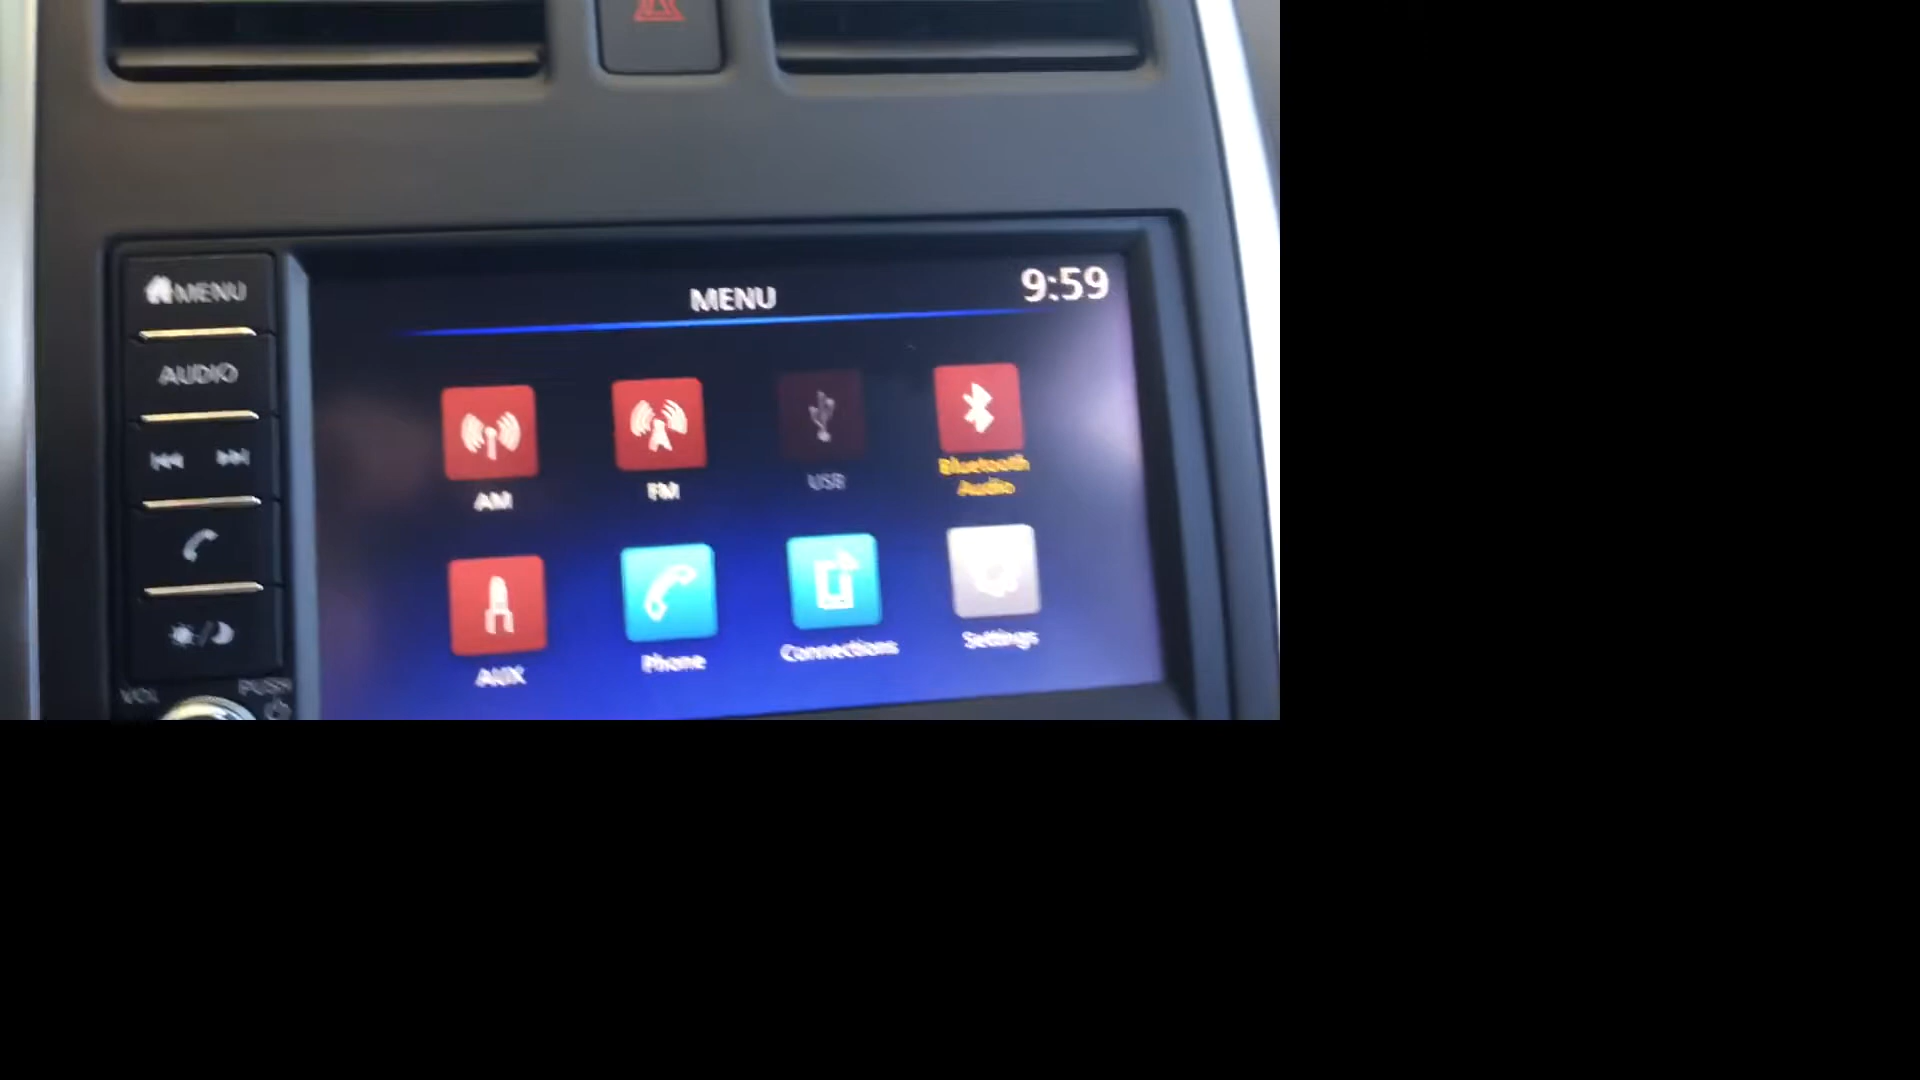 MENU
AUDIO
VOL
PUSH
MENU
9:59
AM
FM
USB
Bluetooth
Audio
AUX
Phone
Connections
Settings